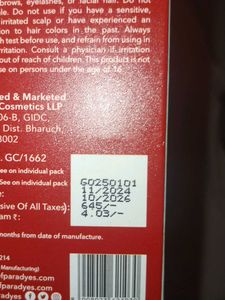 brows, eyelashes, or facial hair. Do not
le. Do not use if you have a sensitive,
irritated scalp or have experienced an
tion to hair colors in the past. Always
h test before use, and refrain from using in
irritation. Consult a physician if irritation
out of reach of children. This product is not
se on persons under the age of 16
ed & Marketed
Cosmetics LLP
06-B, GIDC,
Dist. Bharuch,
3002
. GC/1662
See on individual pack
See on individual pack
e :
sive Of All Taxes):
am ₹:
G0250101
11/2024
10/2026
645/-
4.03/-
months from date of manufacture.
214
Manufacturing)
efparadyes.com
paradyes
paradyes